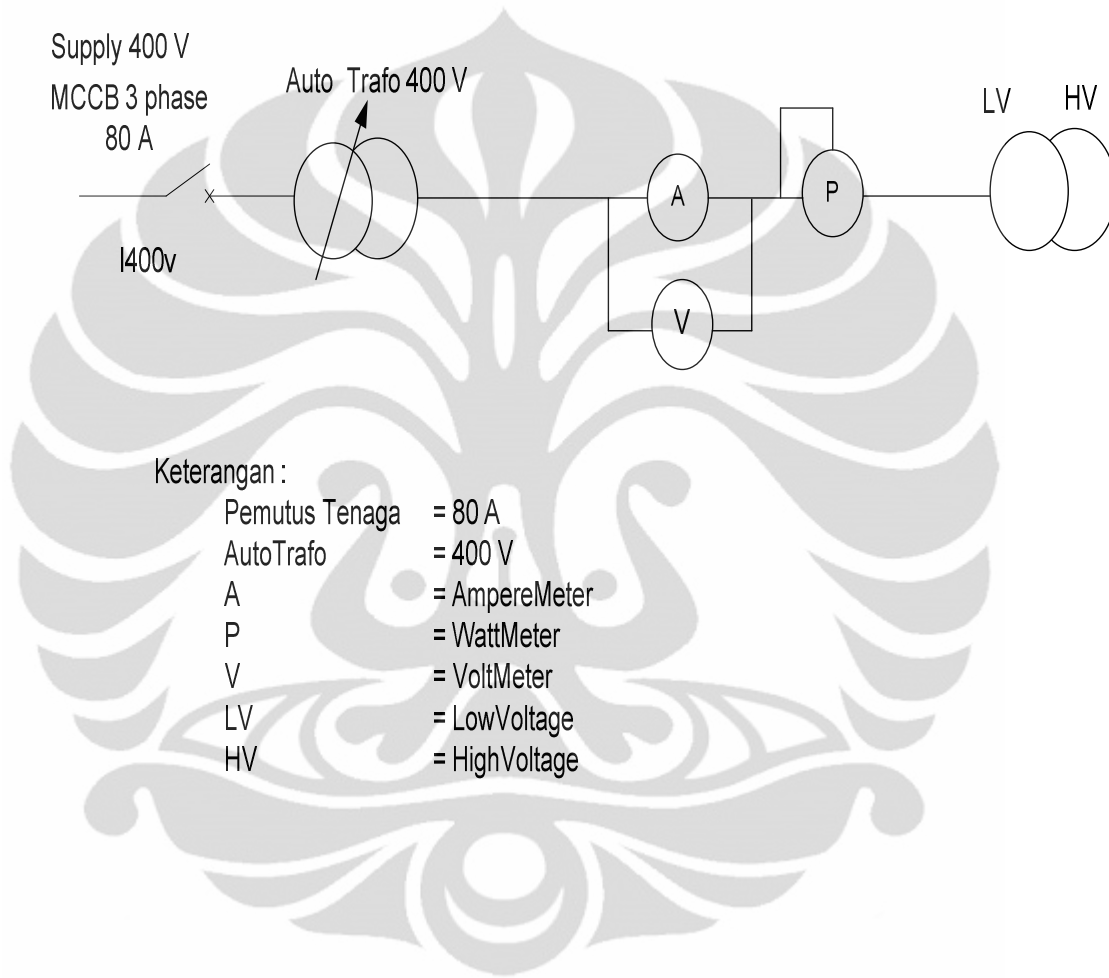 Supply 400 V
MCCB 3 phase
80 A
Auto Trafo 400 V
LV HV
A
P
I400v
V
Keterangan :
Pemutus Tenaga = 80 A
AutoTrafo = 400 V
A = AmpereMeter
P = WattMeter
V = VoltMeter
LV = LowVoltage
HV = HighVoltage